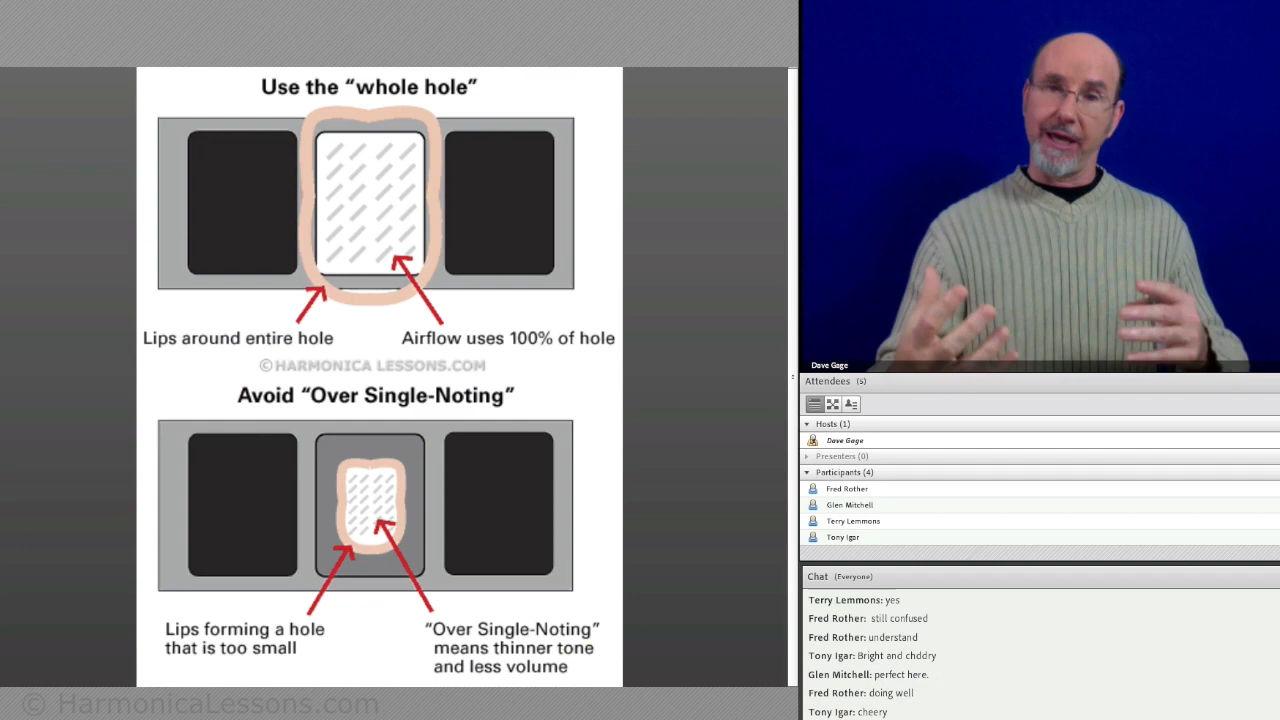 Use the “whole hole”
Lips around entire hole
Airflow uses 100% of hole
©HARMONICA LESSONS.COM
Avoid “Over Single-Noting”
Lips forming a hole
that is too small
“Over Single-Noting”
means thinner tone
and less volume
© HarmonicaLessons.com
Dave Gage
Attendees (5)
Hosts (1)
Dave Gage
Presenters (0)
Participants (4)
Fred Rother
Glen Mitchell
Terry Lemmons
Tony Igar
Chat (Everyone)
Terry Lemmons: yes
Fred Rother: still confused
Fred Rother: understand
Tony Igar: Bright and chddry
Glen Mitchell: perfect here.
Fred Rother: doing well
Tony Igar: cheery